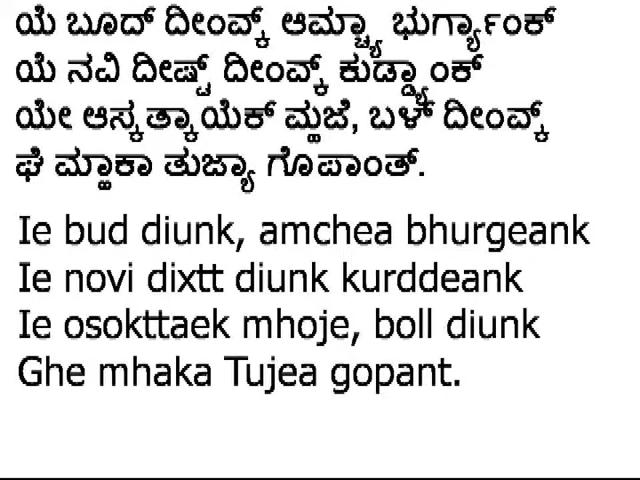 ಯೆ ಬೂದ್ ದೀಂವ್ಕ್ ಆಮ್ಚ್ಯಾ ಭುರ್ಗ್ಯಾಂಕ್
ಯೆ ನವಿ ದೀಷ್ಟ್ ದೀಂವ್ಕ್ ಕುಡ್ಡ್ಯಾಂಕ್
ಯೇ ಆಸ್ಕತ್ಕಾಯೆಕ್ ಮ್ಹಜೆ, ಬಳ್ ದೀಂವ್ಕ್
ಘೆ ಮ್ಹಾಕಾ ತುಜ್ಯಾ ಗೊಪಾಂತ್.
Ie bud diunk, amchea bhurgeank
Ie novi dixtt diunk kurddeank
Ie osokttaek mhoje, boll diunk
Ghe mhaka Tujea gopant.